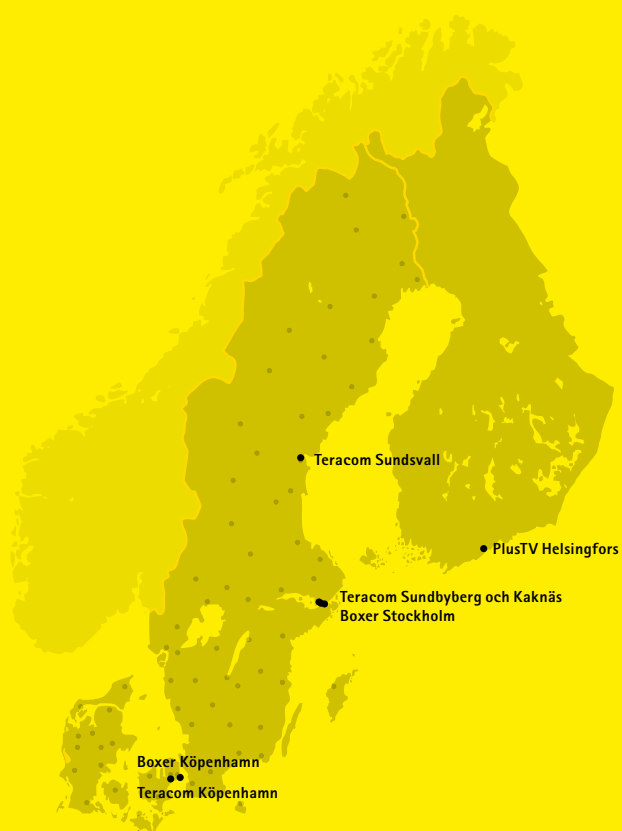 Teracom Sundsvall
PlusTV Helsingfors
Teracom Sundbyberg och Kaknäs
Boxer Stockholm
Boxer Köpenhamn
Teracom Köpenhamn